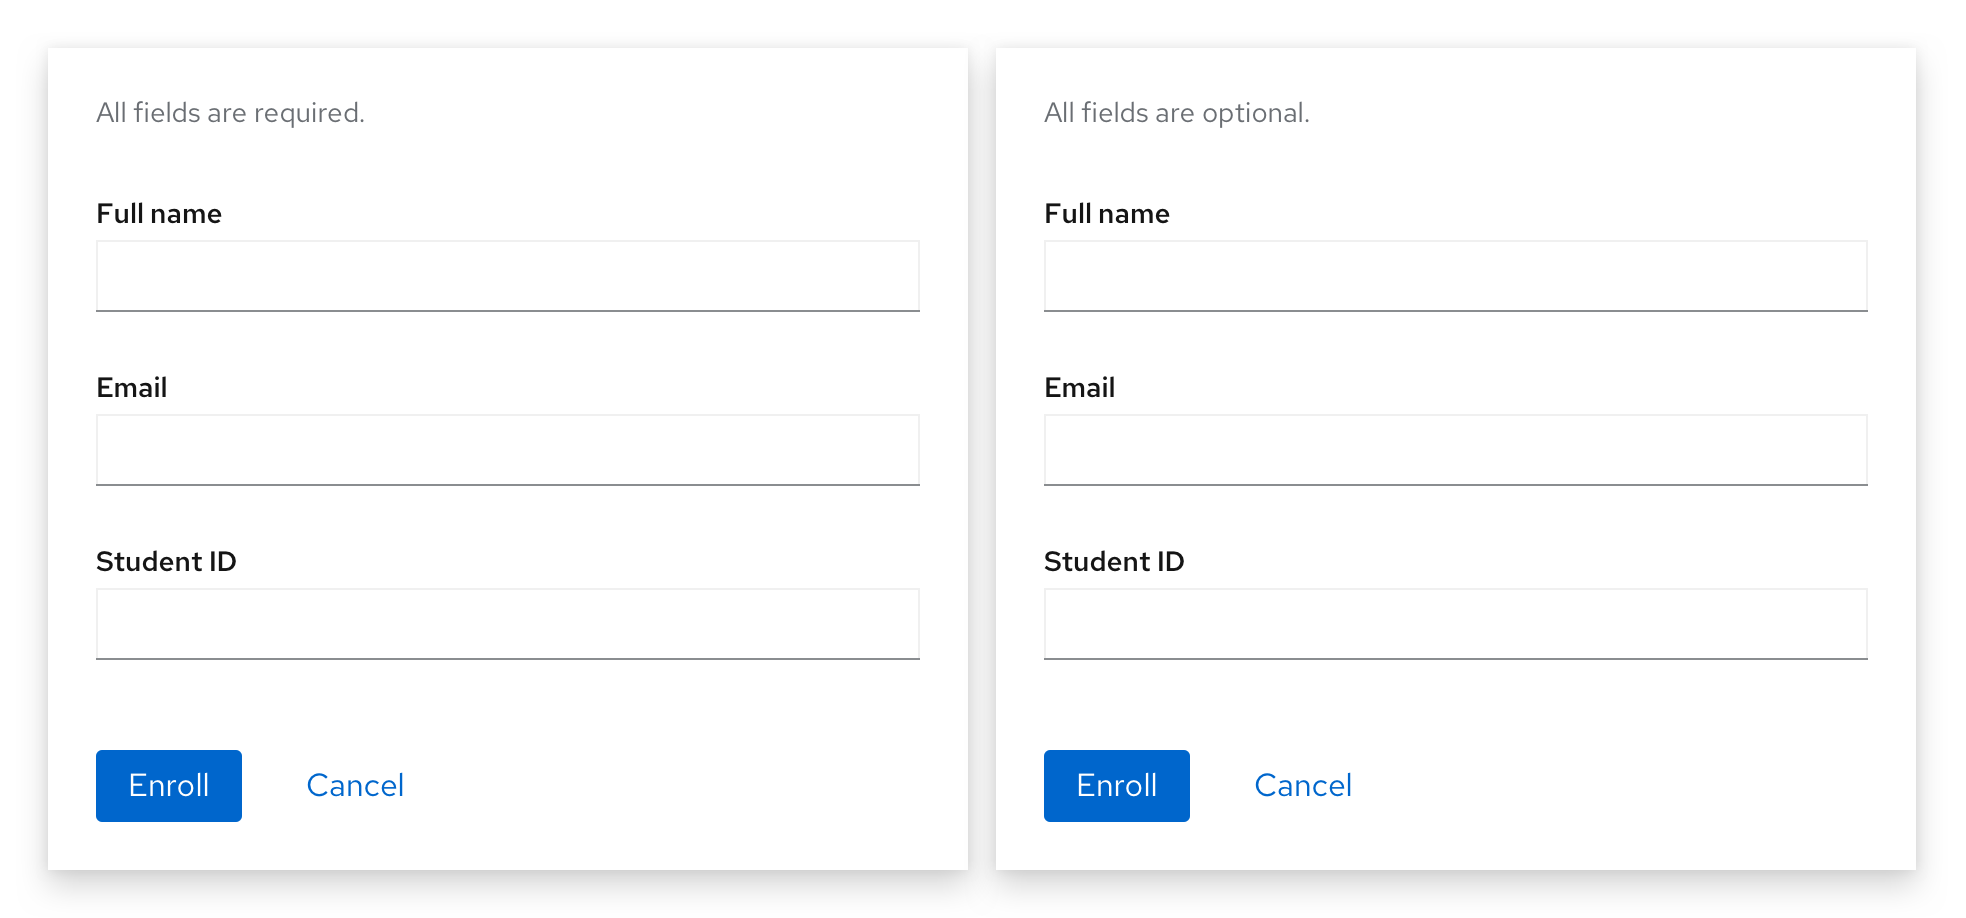 All fields are required.
Full name
Email
Student ID
Enroll
Cancel
All fields are optional.
Full name
Email
Student ID
Enroll
Cancel